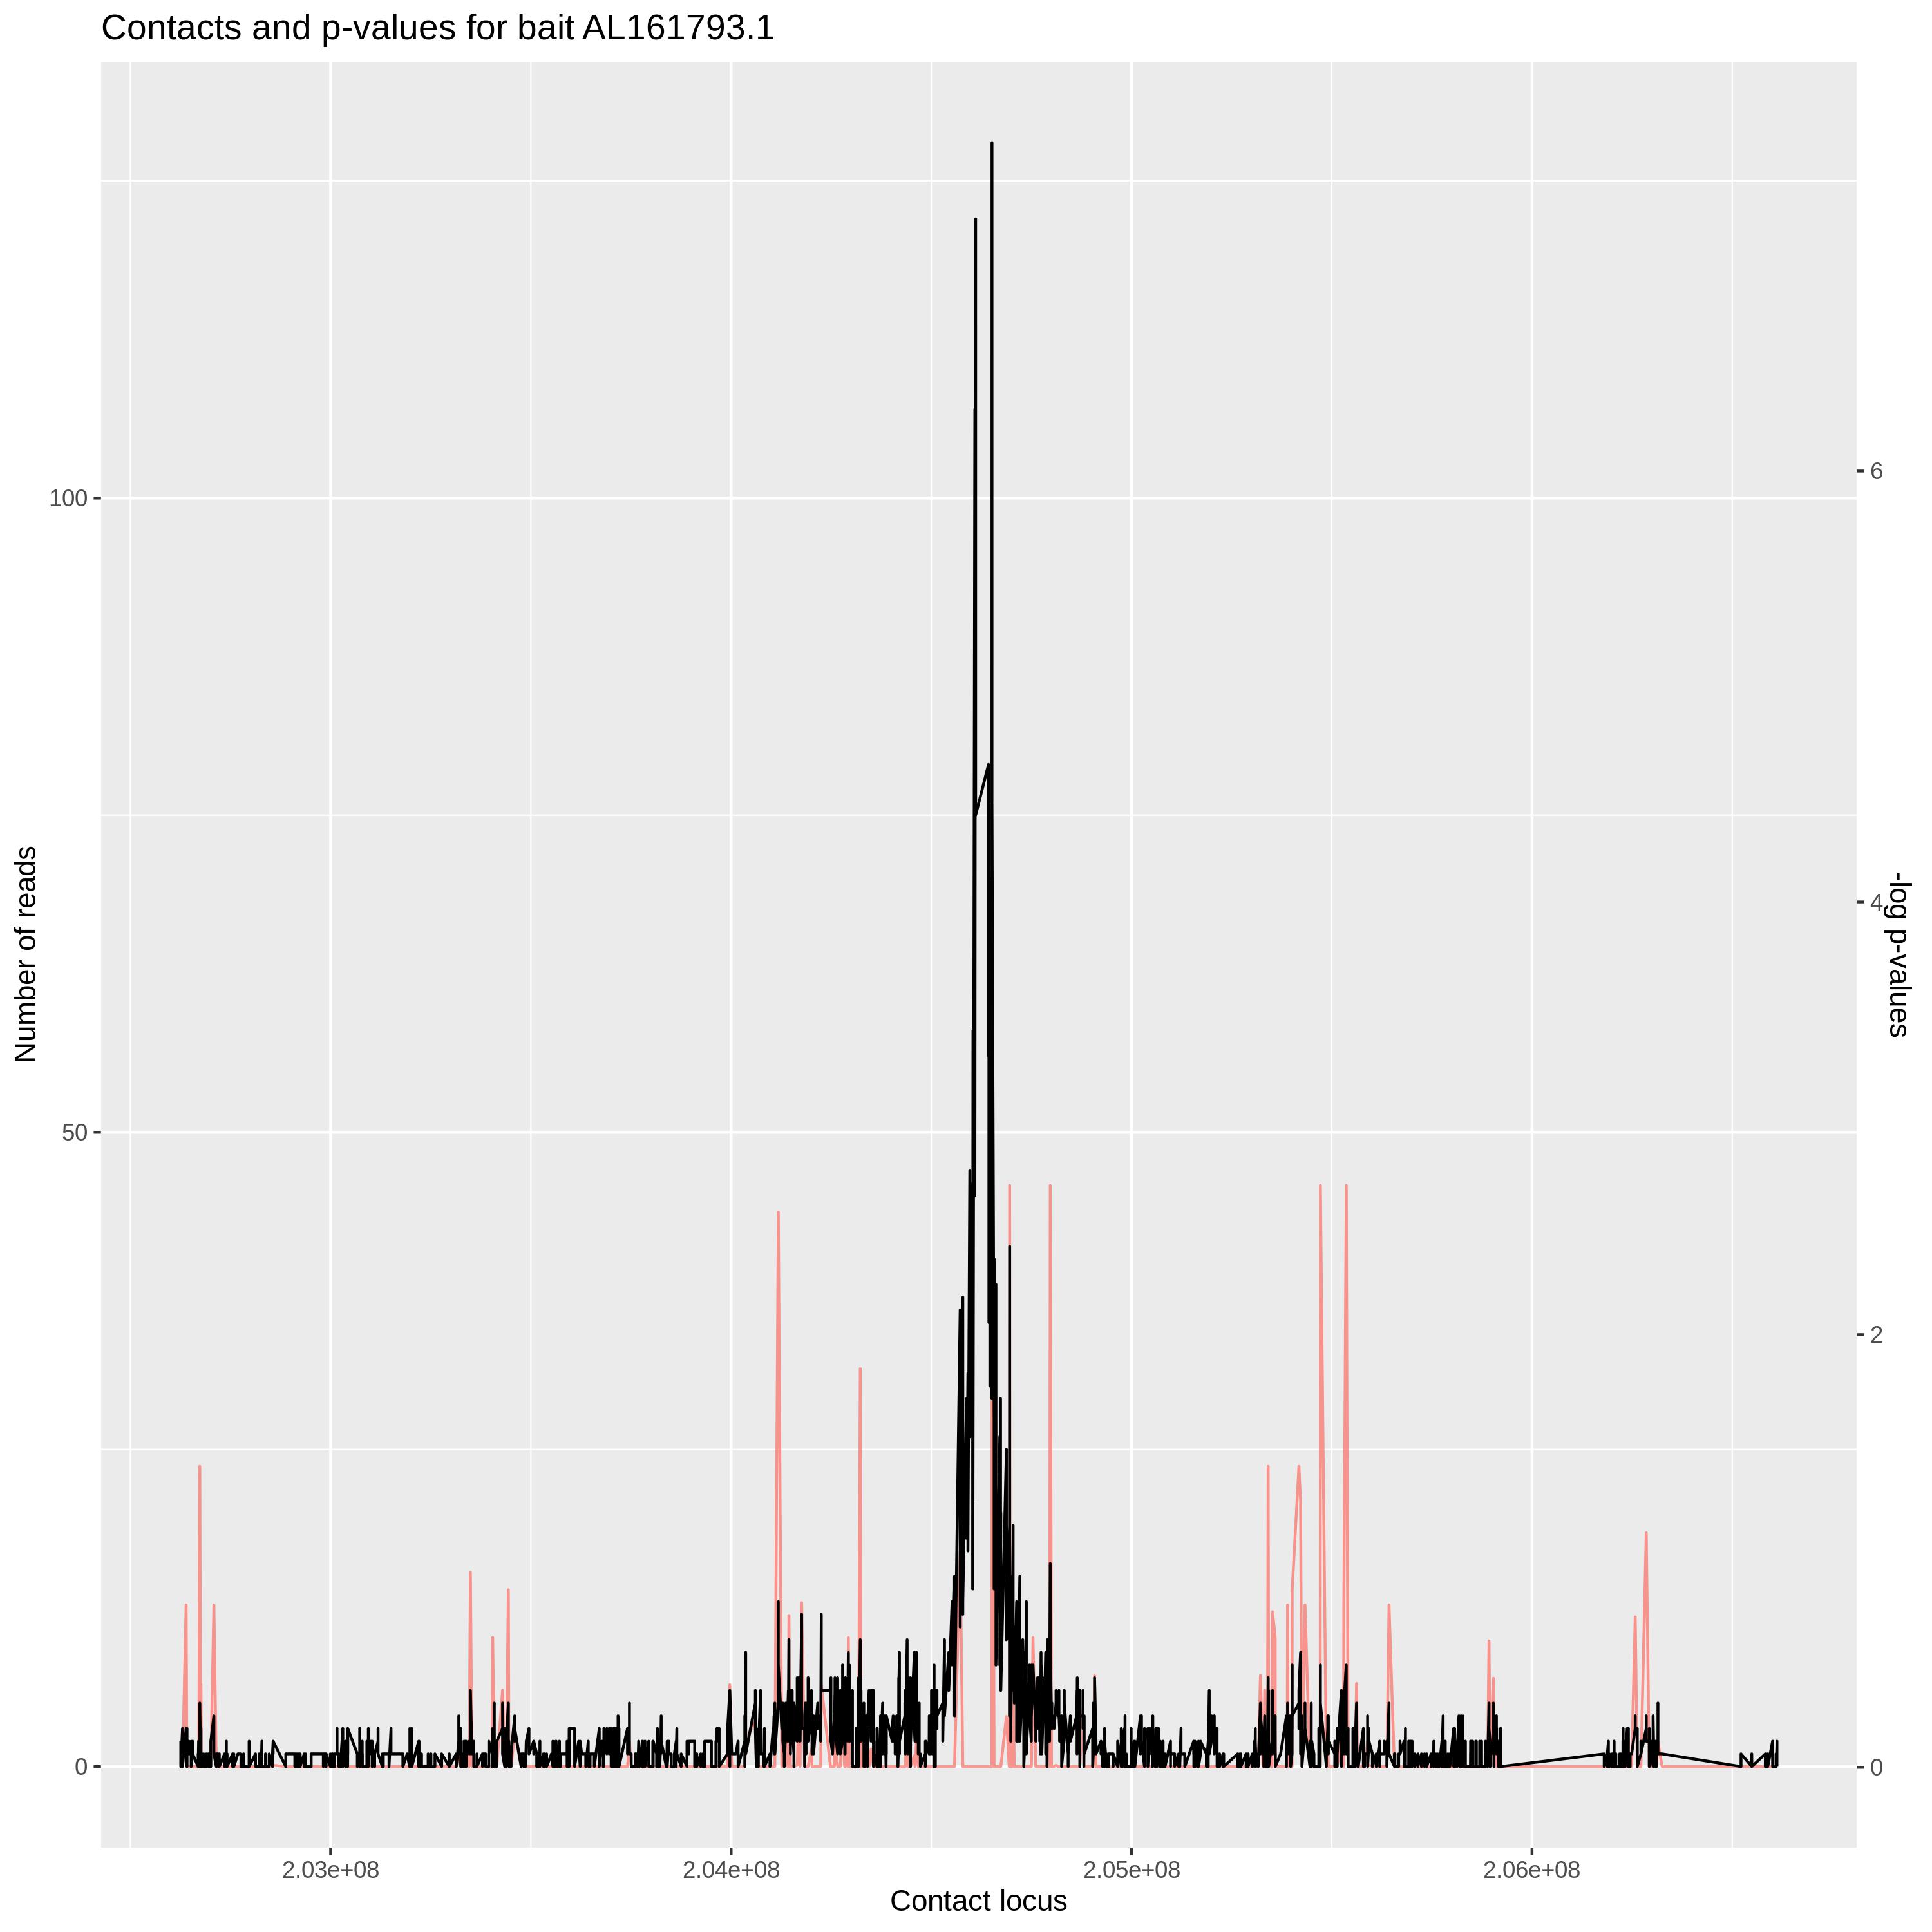 Contacts and p-values for bait AL161793.1
Number of reads
100
50
0
6
4
2
0
-log p-values
2.03e+08 2.04e+08 2.05e+08 2.06e+08
Contact locus